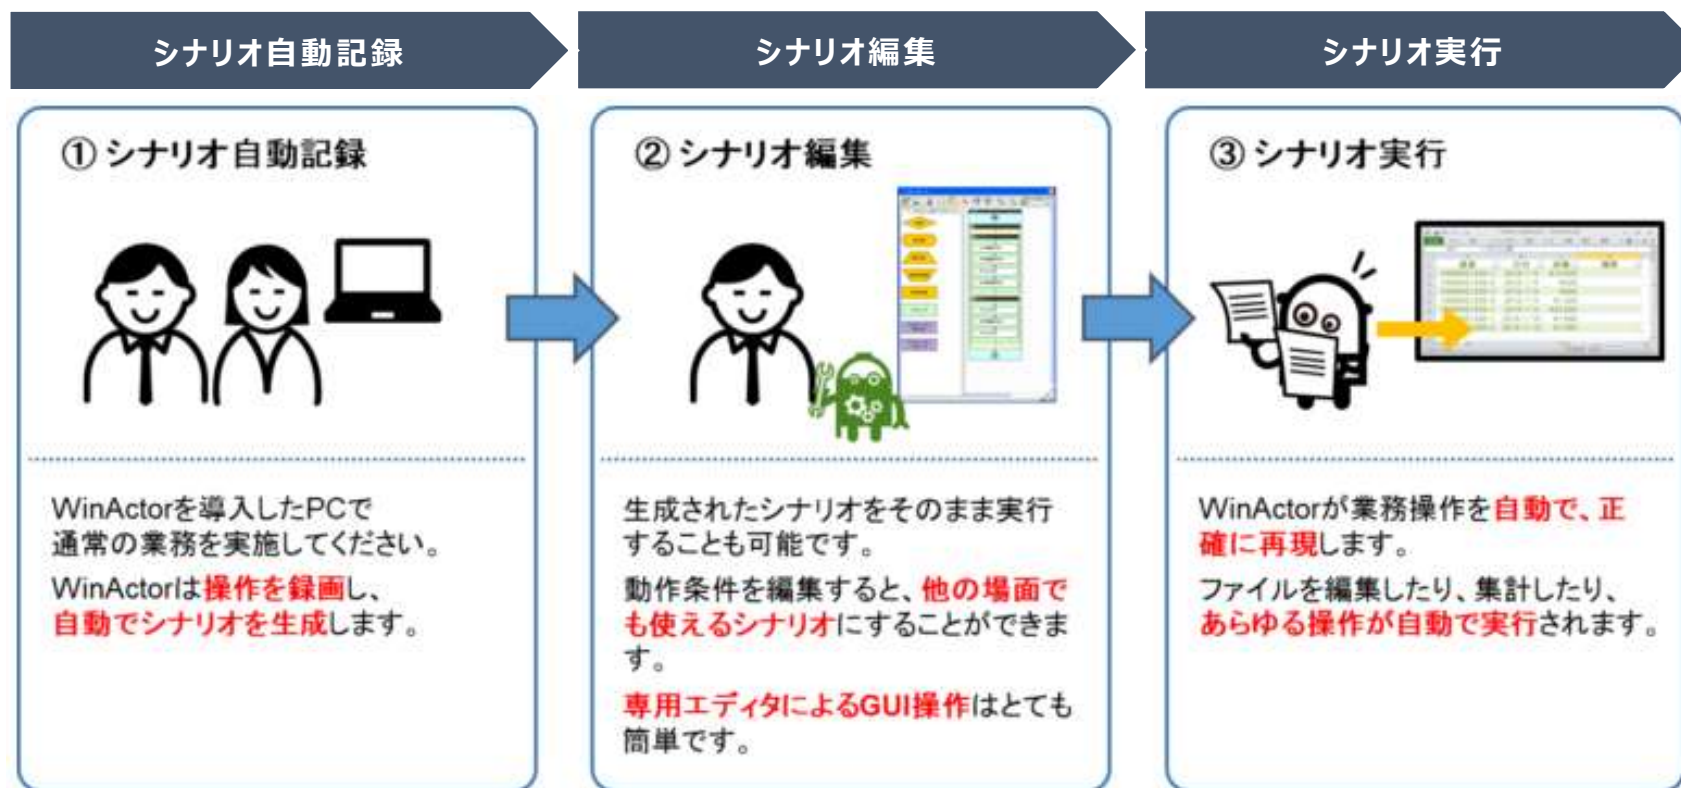 シナリオ自動記録
シナリオ編集
シナリオ実行
① シナリオ自動記録
WinActorを導入したPCで
通常の業務を実施してください。
WinActorは操作を録画し、
自動でシナリオを生成します。
② シナリオ編集
生成されたシナリオをそのまま実行
することも可能です。
動作条件を編集すると、他の場面で
も使えるシナリオにすることができま
す。
専用エディタによるGUI操作はとても
簡単です。
③ シナリオ実行
WinActorが業務操作を自動で、正
確に再現します。
ファイルを編集したり、集計したり、
あらゆる操作が自動で実行されます。